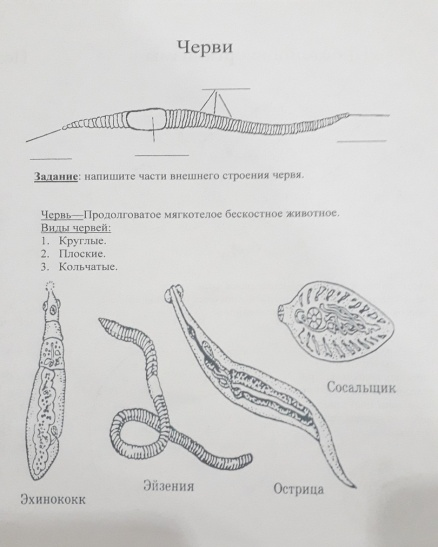 Черви
Задание: напишите части внешнего строения червя.
Червь—Продолговатое мягкотелое бескостное животное.
Виды червей:
1. Круглые.
2. Плоские.
3. Кольчатые.
Сосальщик
Эйзения
Острица
Эхинококк